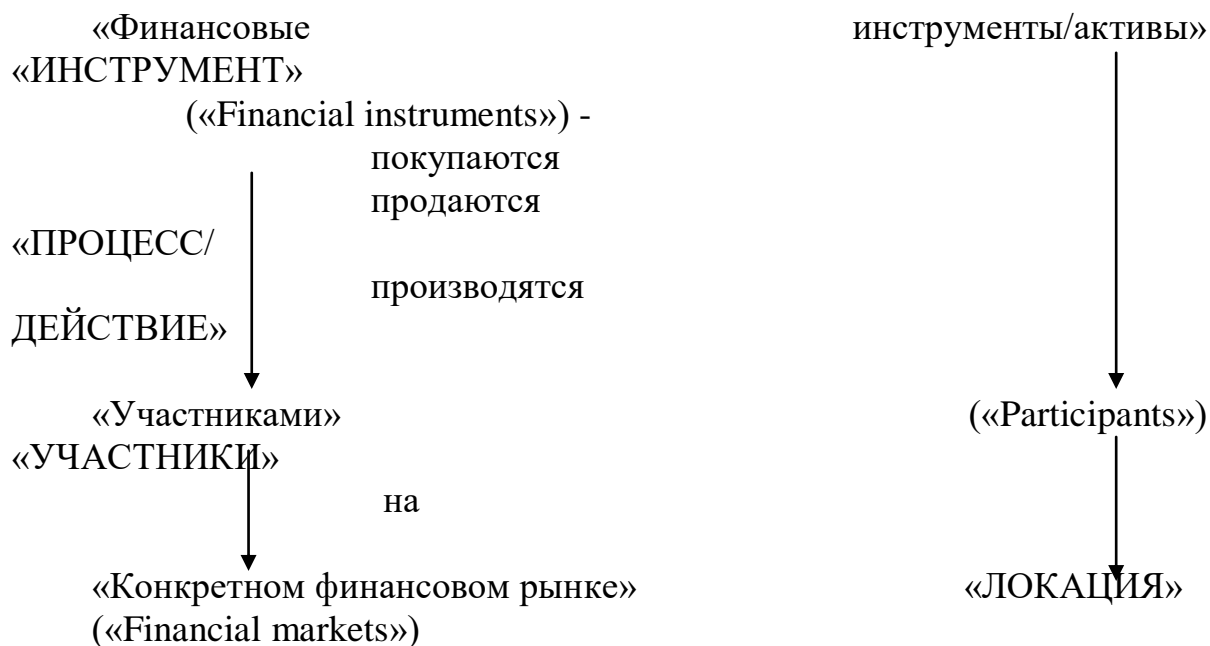 «Финансовые инструменты/активы»
«ИНСТРУМЕНТ»
(«Financial instruments») -
покупаются
продаются
«ПРОЦЕСС/
производятся
ДЕЙСТВИЕ»
«Участниками» («Participants»)
«УЧАСТНИКИ»
на
«Конкретном финансовом рынке» «ЛОКАЦИЯ»
(«Financial markets»)